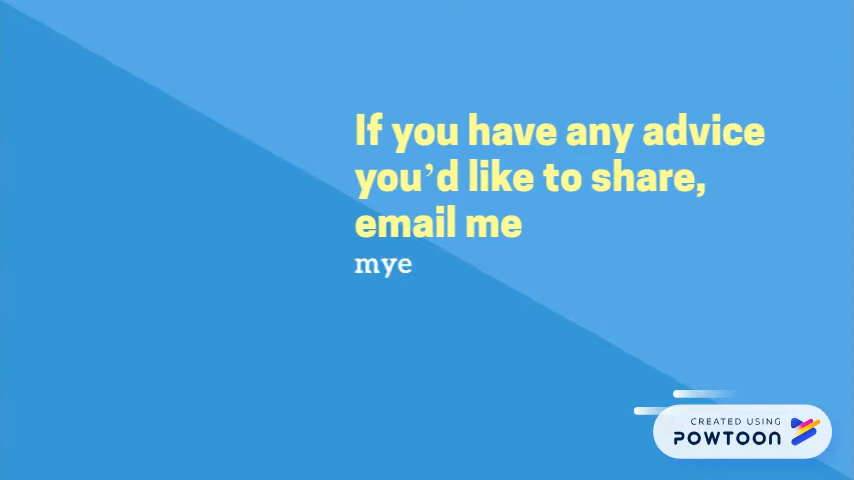 If you have any advice
you’d like to share,
email me
mye
CREATED USING
POWTOON